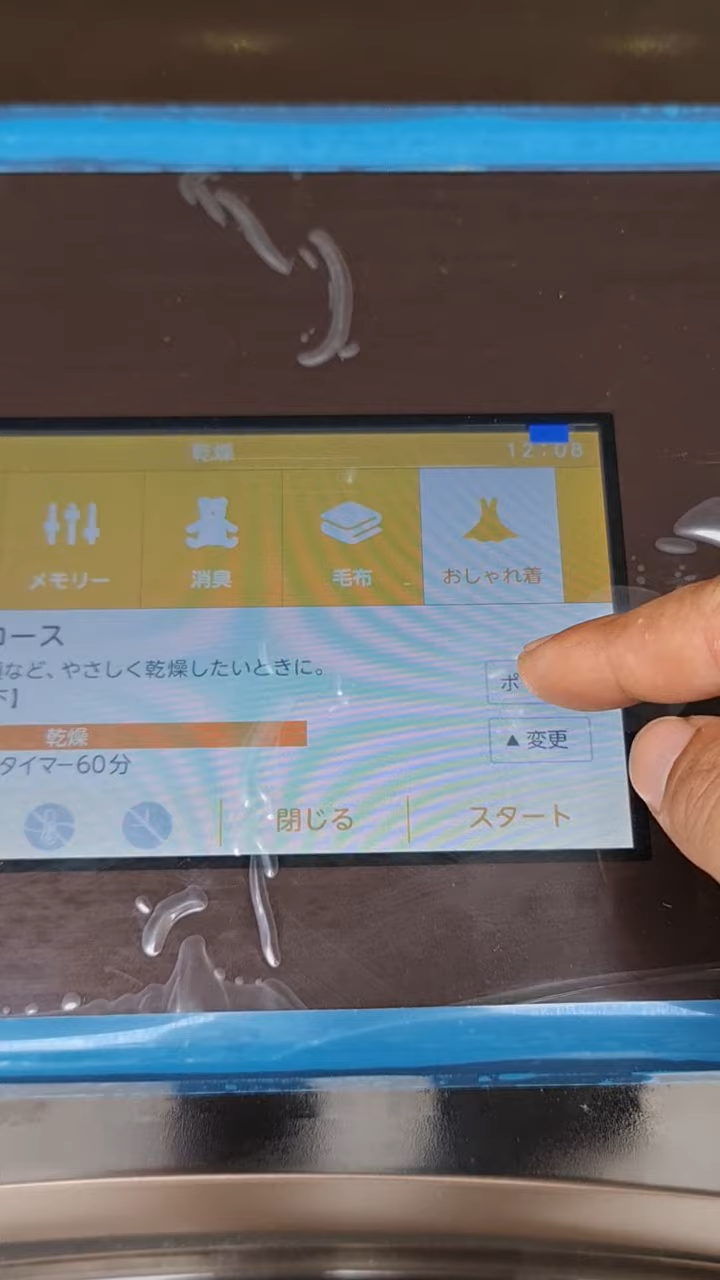 乾燥 12:08
メモリー 消臭 毛布 おしゃれ着
コース
など、やさしく乾燥したいときに。
下】
ポ
乾燥
▲変更
タイマー60分
閉じる スタート